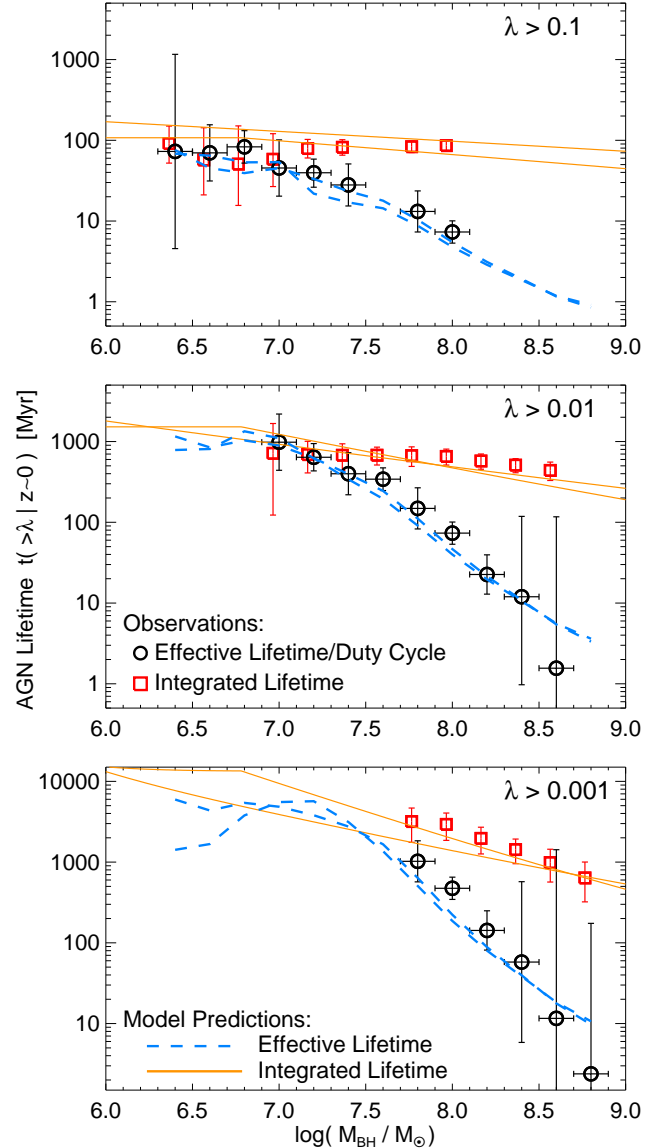 λ > 0.1
1000
100
10
1
6.0 6.5 7.0 7.5 8.0 8.5 9.0
λ > 0.01
1000
100
10
1
Observations:
Effective Lifetime/Duty Cycle
Integrated Lifetime
6.0 6.5 7.0 7.5 8.0 8.5 9.0
AGN Lifetime t( >λ | z~0 ) [Myr]
λ > 0.001
10000
1000
100
10
Model Predictions:
Effective Lifetime
Integrated Lifetime
6.0 6.5 7.0 7.5 8.0 8.5 9.0
log( M_BH / M_☉ )